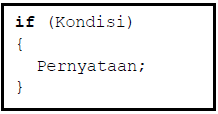 if (Kondisi)
{
Pernyataan;
}